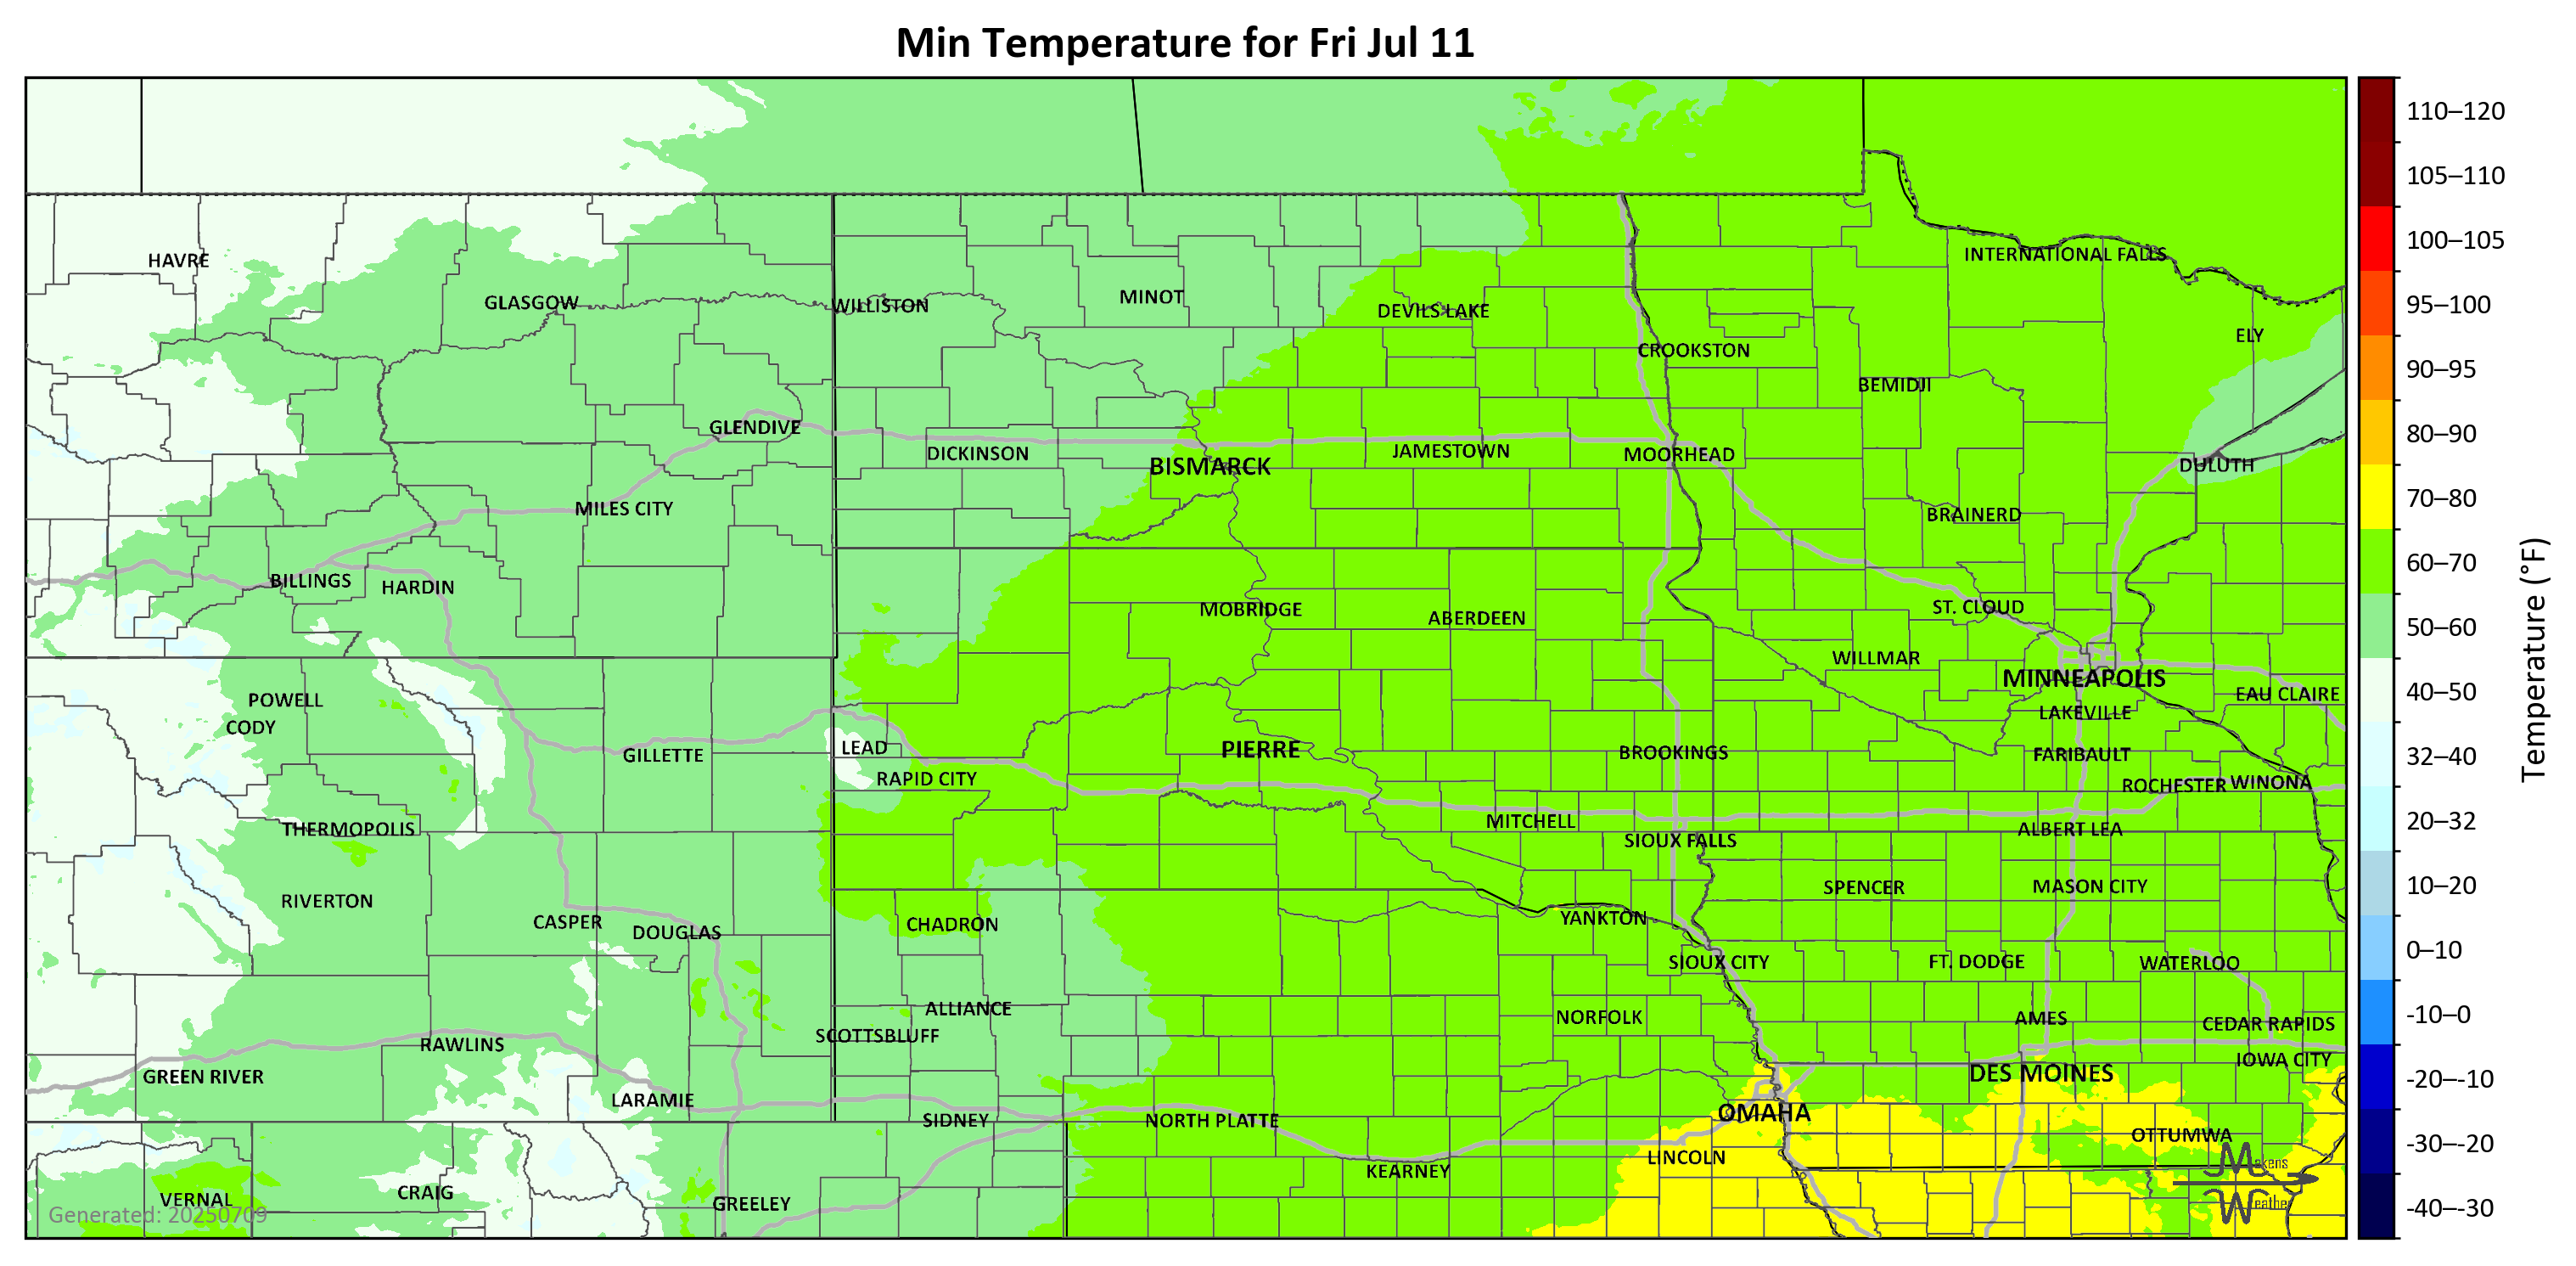 Min Temperature for Fri Jul 11
110–120
105–110
100–105
95–100
90–95
80–90
70–80
60–70
50–60
40–50
32–40
20–32
10–20
0–10
-10–0
-20–-10
-30–-20
-40–-30
Temperature (°F)
HAVRE
INTERNATIONAL FALLS
GLASGOW
WILLISTON
MINOT
DEVILS LAKE
ELY
CROOKSTON
BEMIDJI
GLENDIVE
DICKINSON
BISMARCK
JAMESTOWN
MOORHEAD
DULUTH
MILES CITY
BRAINERD
BILLINGS
HARDIN
MOBRIDGE
ABERDEEN
ST. CLOUD
WILLMAR
MINNEAPOLIS
EAU CLAIRE
POWELL
CODY
LAKEVILLE
GILLETTE
LEAD
PIERRE
BROOKINGS
FARIBAULT
RAPID CITY
ROCHESTER
WINONA
THERMOPOLIS
MITCHELL
SIOUX FALLS
ALBERT LEA
RIVERTON
SPENCER
MASON CITY
CASPER
DOUGLAS
CHADRON
YANKTON
SIOUX CITY
FT. DODGE
WATERLOO
ALLIANCE
NORFOLK
AMES
CEDAR RAPIDS
SCOTTSBLUFF
RAWLINS
IOWA CITY
GREEN RIVER
DES MOINES
LARAMIE
SIDNEY
NORTH PLATTE
OMAHA
OTTUMWA
LINCOLN
KEARNEY
VERNAL
CRAIG
GREELEY
Generated: 20250709
Makens
Weather